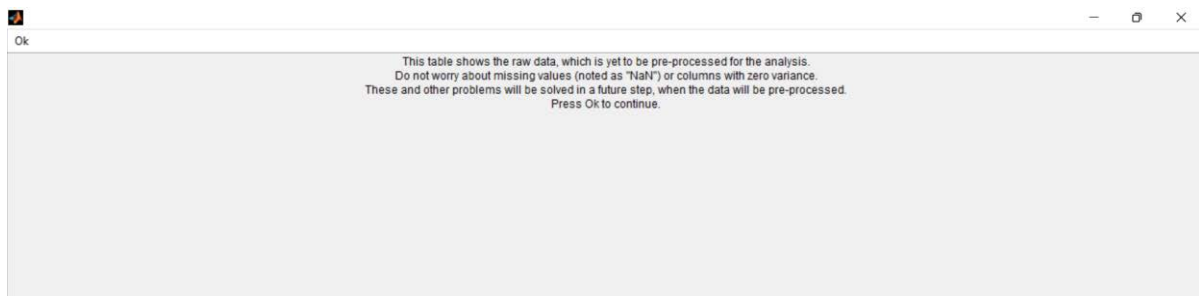 Ok
This table shows the raw data, which is yet to be pre-processed for the analysis.
Do not worry about missing values (noted as "NaN") or columns with zero variance.
These and other problems will be solved in a future step, when the data will be pre-processed.
Press Ok to continue.